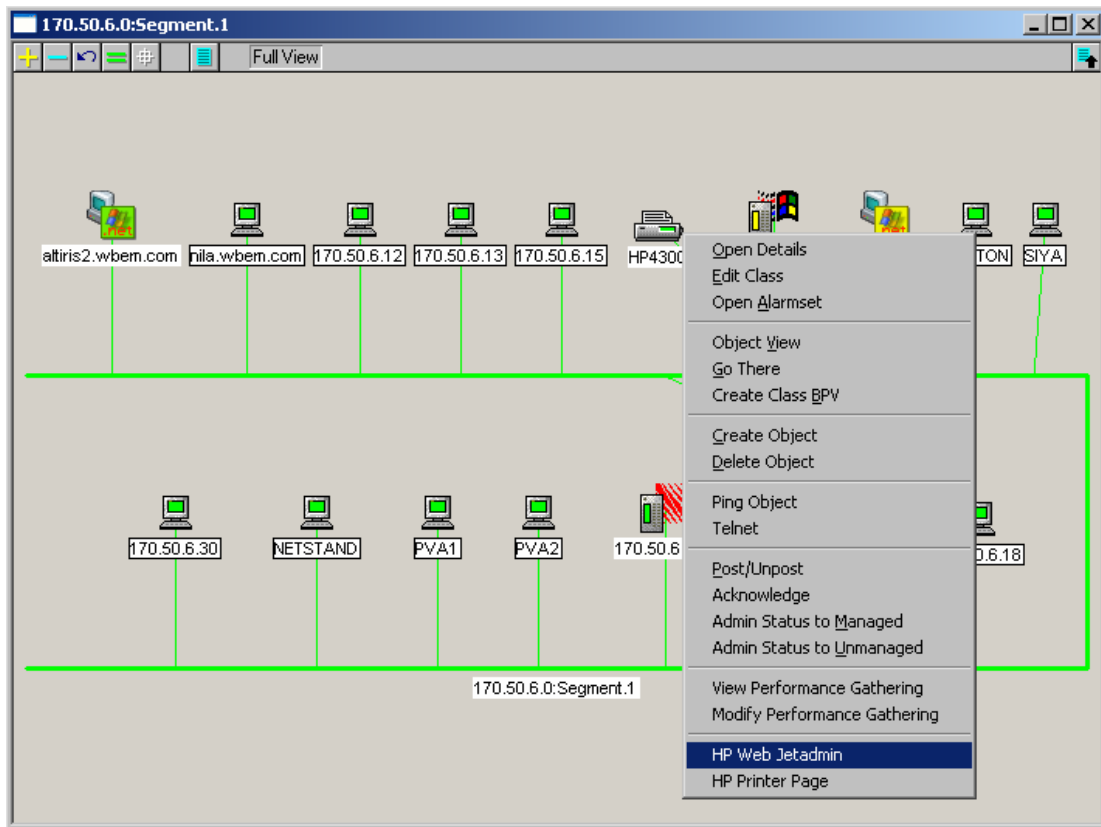 170.50.6.0:Segment.1
Full View
.net
altiris2.wbem.com
nila.wbem.com
170.50.6.12
170.50.6.13
170.50.6.15
HP4300
TON
SIYA
Open Details
Edit Class
Open Alarmset
Object View
Go There
Create Class BPV
Create Object
Delete Object
Ping Object
Telnet
Post/Unpost
Acknowledge
Admin Status to Managed
Admin Status to Unmanaged
View Performance Gathering
Modify Performance Gathering
HP Web Jetadmin
HP Printer Page
170.50.6.30
NETSTAND
PVA1
PVA2
170.50.6
0.6.18
170.50.6.0:Segment.1